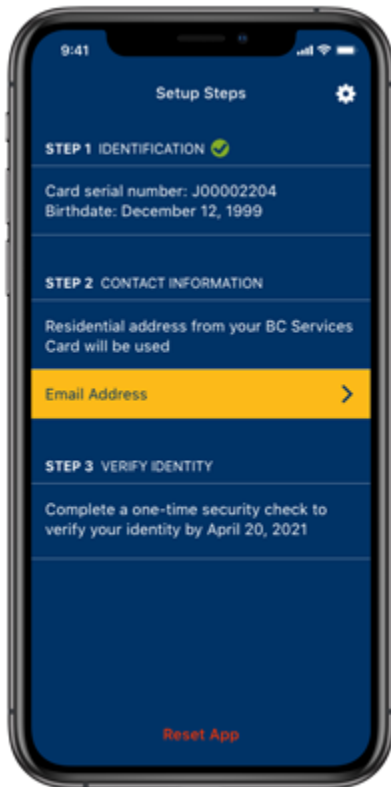 9:41
Setup Steps
STEP 1 IDENTIFICATION
Card serial number: J00002204
Birthdate: December 12, 1999
STEP 2 CONTACT INFORMATION
Residential address from your BC Services
Card will be used
Email Address
STEP 3 VERIFY IDENTITY
Complete a one-time security check to
verify your identity by April 20, 2021
Reset App